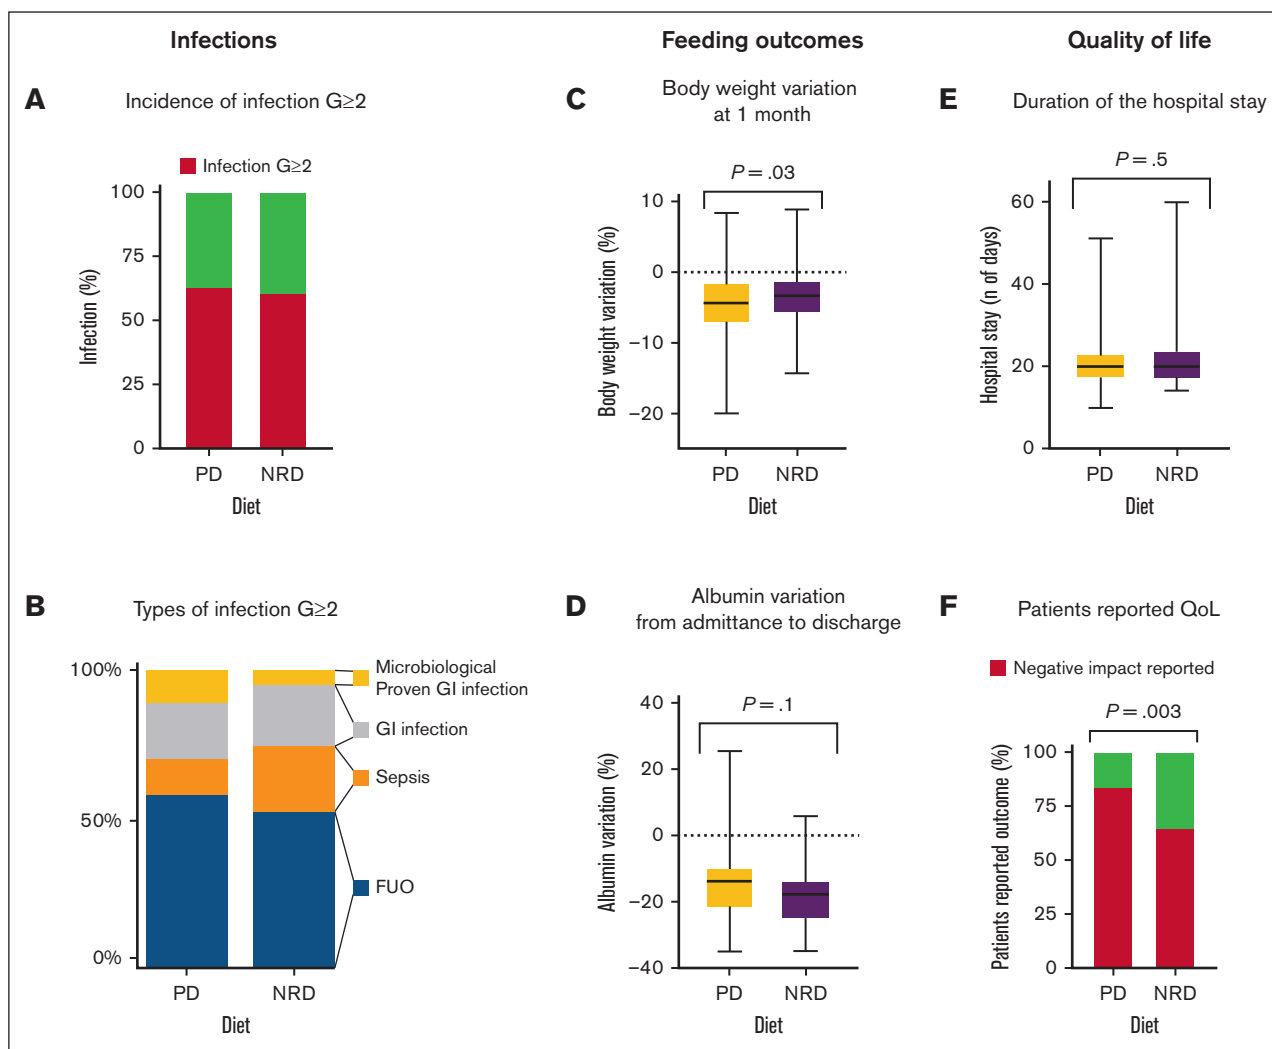 Infections
A
Incidence of infection G≥2
Infection G≥2
100
75
50
25
0
Infection (%)
PD
NRD
Diet
B
Types of infection G≥2
100%
50%
0%
Microbiological
Proven GI infection
GI infection
Sepsis
FUO
PD
NRD
Diet
Feeding outcomes
C
Body weight variation
at 1 month
P = .03
10
0
−10
−20
Body weight variation (%)
PD
NRD
Diet
D
Albumin variation
from admittance to discharge
P = .1
40
20
0
−20
−40
Albumin variation (%)
PD
NRD
Diet
Quality of life
E
Duration of the hospital stay
P = .5
60
40
20
0
Hospital stay (n of days)
PD
NRD
Diet
F
Patients reported QoL
Negative impact reported
P = .003
100
75
50
25
0
Patients reported outcome (%)
PD
NRD
Diet